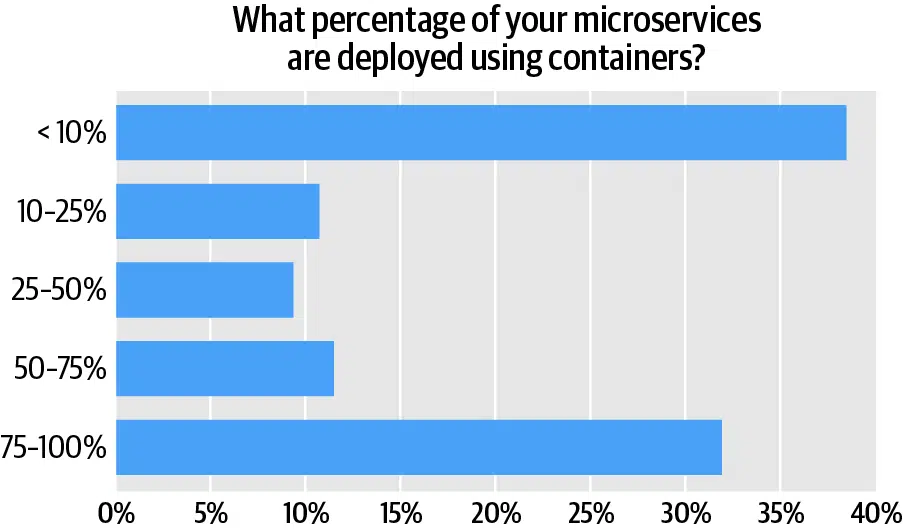 What percentage of your microservices
are deployed using containers?
< 10%
10–25%
25–50%
50–75%
75–100%
0% 5% 10% 15% 20% 25% 30% 35% 40%